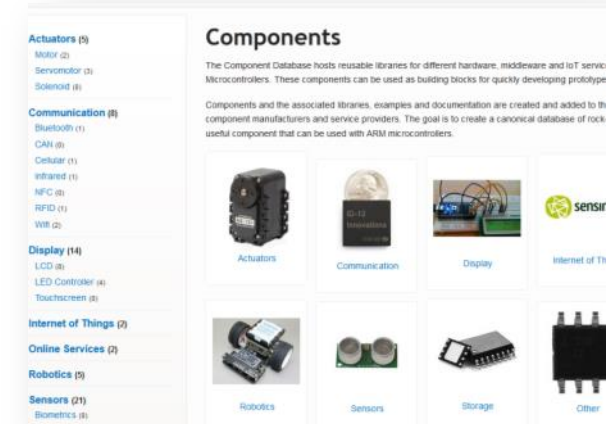 Actuators (5)
Motor (2)
Servomotor (3)
Solenoid (0)
Communication (8)
Bluetooth (1)
CAN (0)
Cellular (1)
Infrared (1)
NFC (0)
RFID (1)
Wifi (2)
Display (14)
LCD (8)
LED Controller (4)
Touchscreen (0)
Internet of Things (2)
Online Services (2)
Robotics (5)
Sensors (21)
Biometrics (0)
Components
The Component Database hosts reusable libraries for different hardware, middleware and IoT servic
Microcontrollers. These components can be used as building blocks for quickly developing prototype
Components and the associated libraries, examples and documentation are created and added to th
component manufacturers and service providers. The goal is to create a canonical database of rock-
useful component that can be used with ARM microcontrollers.
ID-12
Innovations
sensin
Actuators
Communication
Display
Internet of Th
Robotics
Sensors
Storage
Other